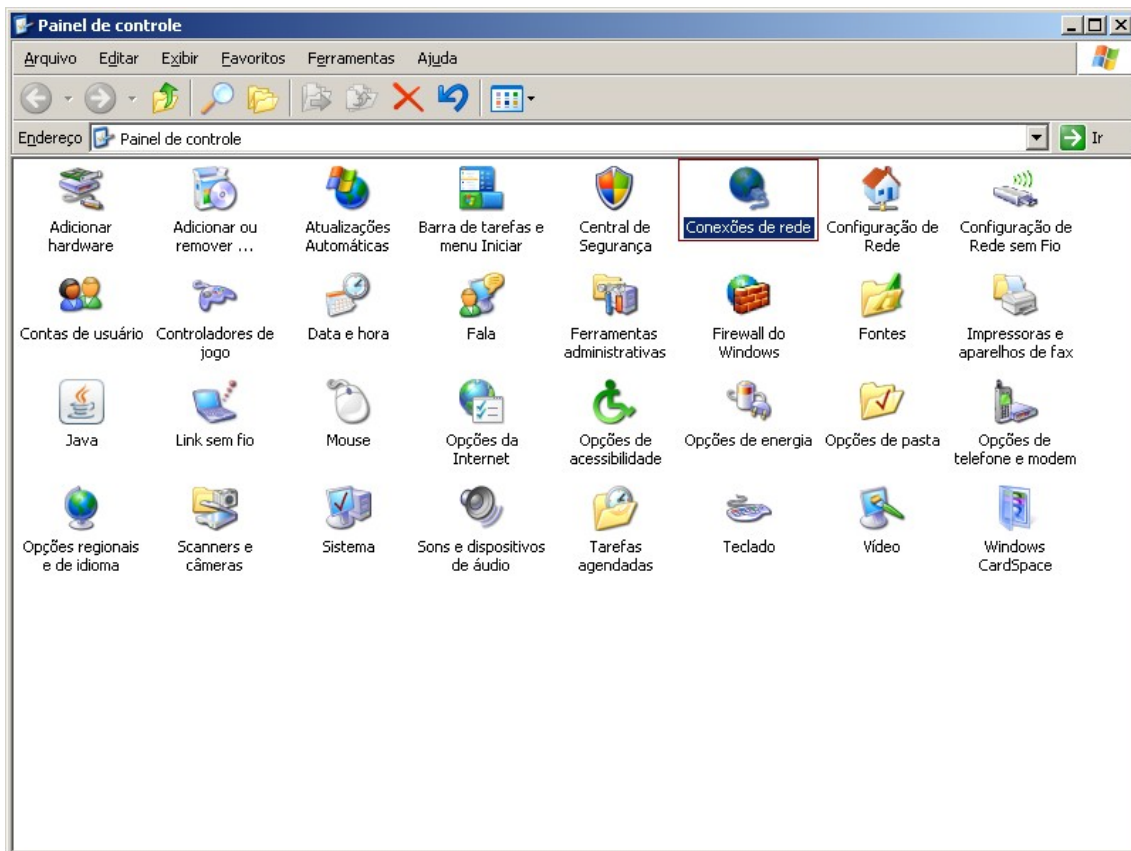 Painel de controle
Arquivo Editar Exibir Favoritos Ferramentas Ajuda
Endereço Painel de controle Ir
Adicionar hardware
Adicionar ou remover ...
Atualizações Automáticas
Barra de tarefas e menu Iniciar
Central de Segurança
Conexões de rede
Configuração de Rede
Configuração de Rede sem Fio
Contas de usuário
Controladores de jogo
Data e hora
Fala
Ferramentas administrativas
Firewall do Windows
Fontes
Impressoras e aparelhos de fax
Java
Link sem fio
Mouse
Opções da Internet
Opções de acessibilidade
Opções de energia
Opções de pasta
Opções de telefone e modem
Opções regionais e de idioma
Scanners e câmeras
Sistema
Sons e dispositivos de áudio
Tarefas agendadas
Teclado
Vídeo
Windows CardSpace